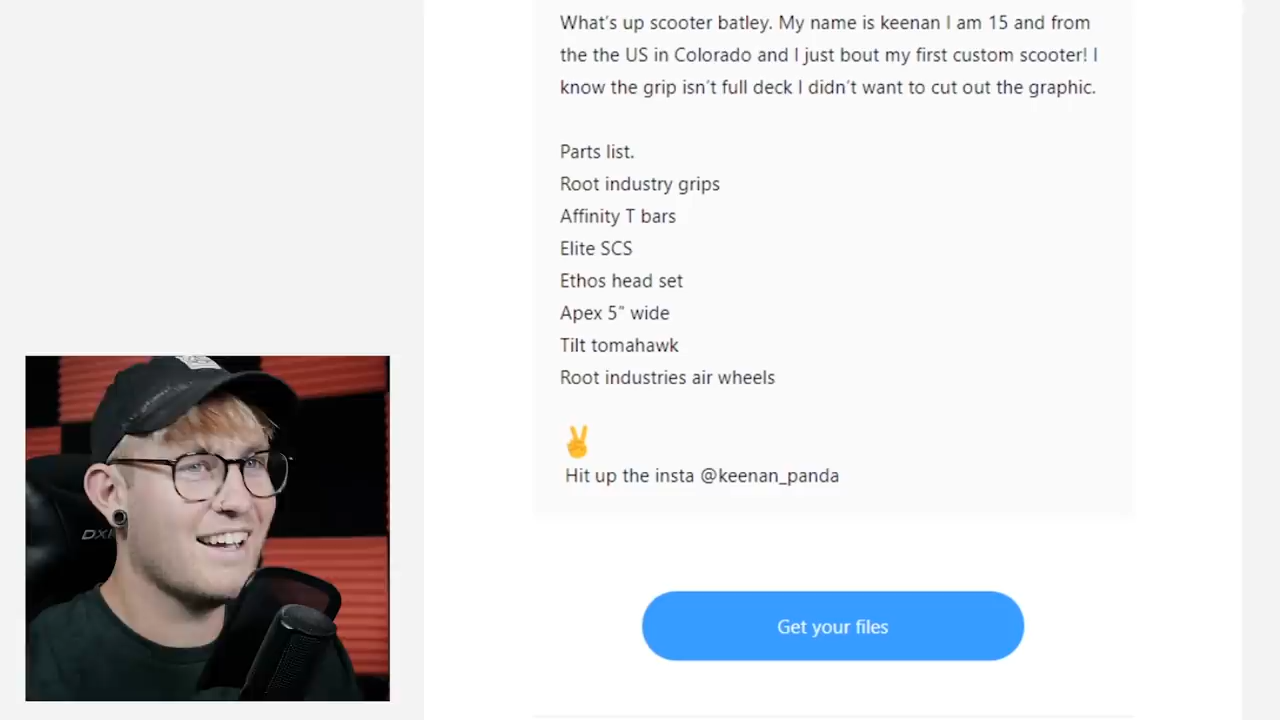 What's up scooter batley. My name is keenan I am 15 and from
the the US in Colorado and I just bout my first custom scooter! I
know the grip isn't full deck I didn't want to cut out the graphic.
Parts list.
Root industry grips
Affinity T bars
Elite SCS
Ethos head set
Apex 5" wide
Tilt tomahawk
Root industries air wheels
✌️
Hit up the insta @keenan_panda
Get your files